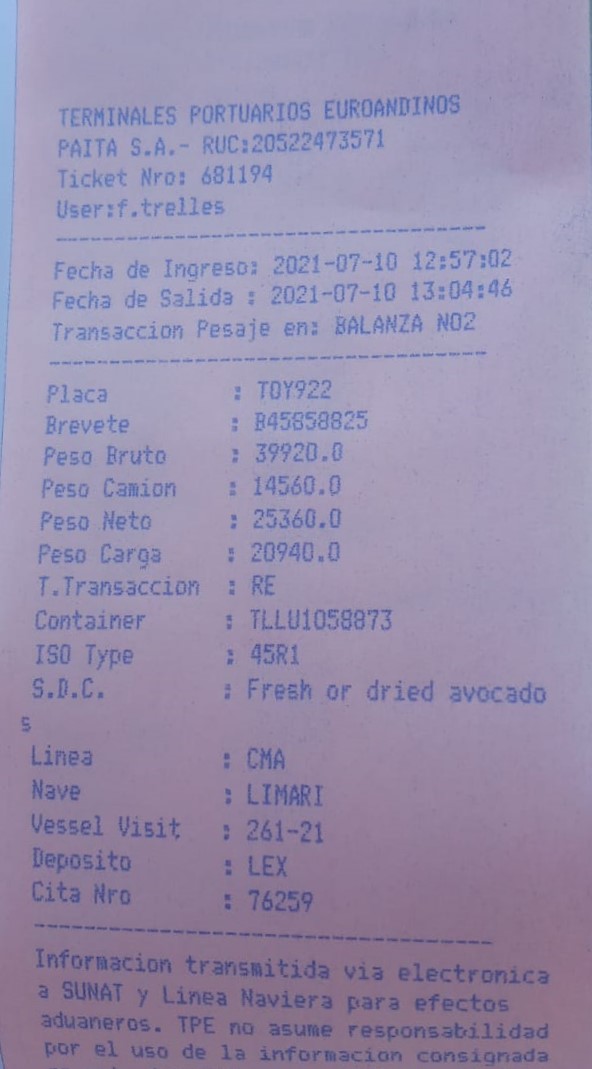 TERMINALES PORTUARIOS EUROANDINOS
PAITA S.A.- RUC:20522473571
Ticket Nro: 681194
User:f.trelles
---------------------------------
Fecha de Ingreso: 2021-07-10 12:57:02
Fecha de Salida : 2021-07-10 13:04:46
Transaccion Pesaje en: BALANZA NO2
---------------------------------
Placa : TOY922
Brevete : B45858825
Peso Bruto : 39920.0
Peso Camion : 14560.0
Peso Neto : 25360.0
Peso Carga : 20940.0
T.Transaccion : RE
Container : TLLU1058873
ISO Type : 45R1
S.D.C. : Fresh or dried avocado
s
Linea : CMA
Nave : LIMARI
Vessel Visit : 261-21
Deposito : LEX
Cita Nro : 76259
---------------------------------
Informacion transmitida via electronica
a SUNAT y Linea Naviera para efectos
aduaneros. TPE no asume responsabilidad
por el uso de la informacion consignada